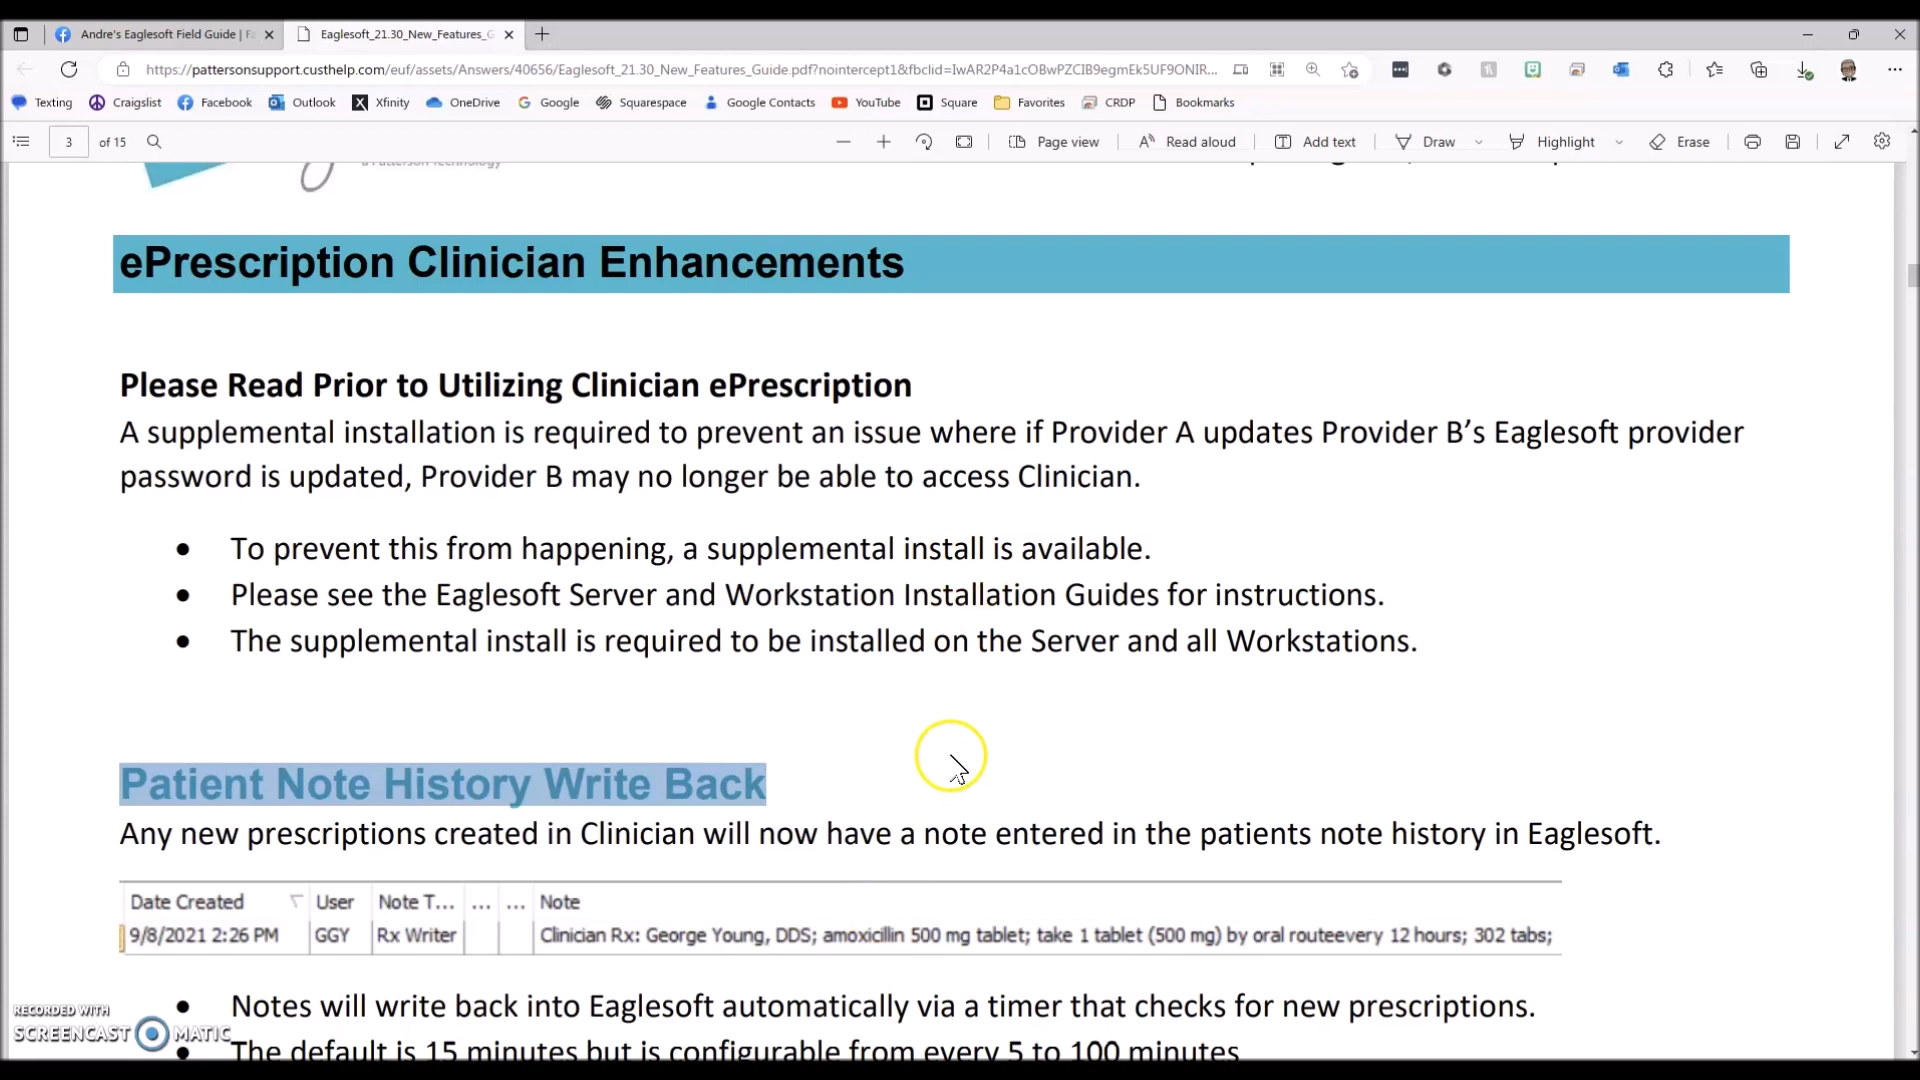 Andre's Eaglesoft Field Guide | Fa
Eaglesoft_21.30_New_Features_G
https://pattersonsupport.custhelp.com/euf/assets/Answers/40656/Eaglesoft_21.30_New_Features_Guide.pdf?nointercept1&fbclid=IwAR2P4a1cOBwPZCIB9egmEk5UF9ONIR...
Texting Craigslist Facebook Outlook Xfinity OneDrive Google Squarespace Google Contacts YouTube Square Favorites CRDP Bookmarks
3 of 15 Page view Read aloud Add text Draw Highlight Erase
a Patterson Technology
ePrescription Clinician Enhancements
Please Read Prior to Utilizing Clinician ePrescription
A supplemental installation is required to prevent an issue where if Provider A updates Provider B’s Eaglesoft provider
password is updated, Provider B may no longer be able to access Clinician.
• To prevent this from happening, a supplemental install is available.
• Please see the Eaglesoft Server and Workstation Installation Guides for instructions.
• The supplemental install is required to be installed on the Server and all Workstations.
Patient Note History Write Back
Any new prescriptions created in Clinician will now have a note entered in the patients note history in Eaglesoft.
Date Created User Note T... ... ... Note
9/8/2021 2:26 PM GGY Rx Writer Clinician Rx: George Young, DDS; amoxicillin 500 mg tablet; take 1 tablet (500 mg) by oral routeevery 12 hours; 302 tabs;
• Notes will write back into Eaglesoft automatically via a timer that checks for new prescriptions.
• The default is 15 minutes but is configurable from every 5 to 100 minutes
RECORDED WITH
SCREENCAST MATIC